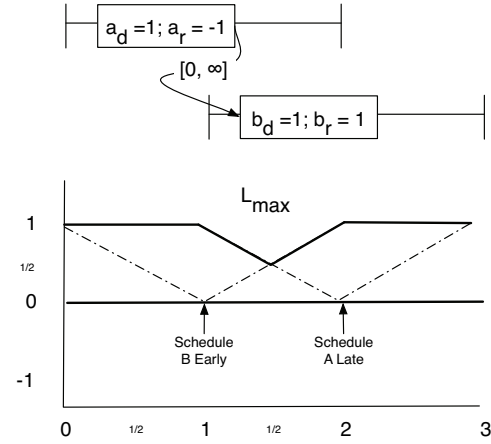 a_d =1; a_r = -1
[0, ∞]
b_d =1; b_r = 1
L_max
1
1/2
0
-1
Schedule
B Early
Schedule
A Late
0
1/2
1
1/2
2
3